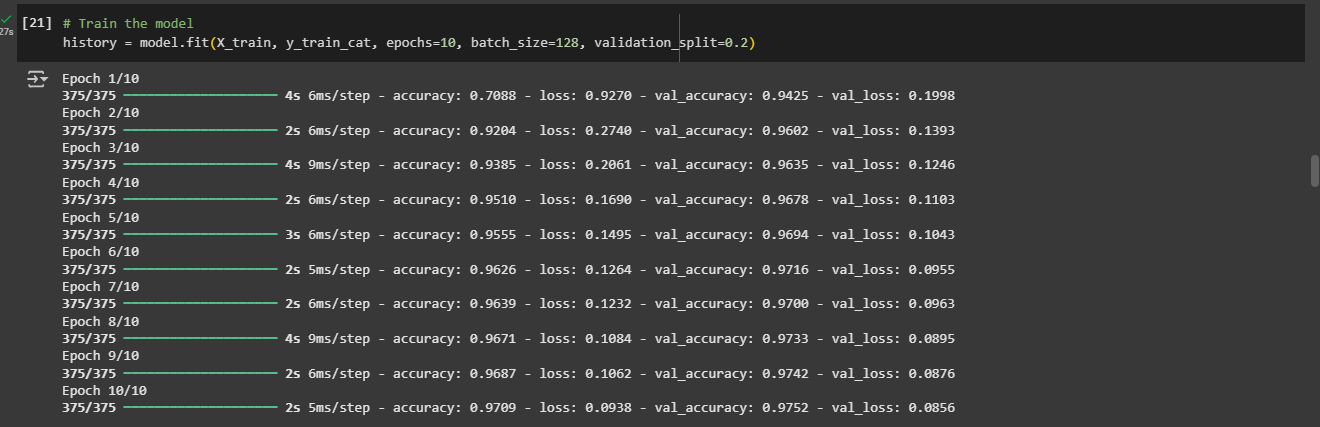 [21] # Train the model
27s
history = model.fit(X_train, y_train_cat, epochs=10, batch_size=128, validation_split=0.2)
Epoch 1/10
375/375 ━━━━━━━━━━━━━━━━━━━━ 4s 6ms/step - accuracy: 0.7088 - loss: 0.9270 - val_accuracy: 0.9425 - val_loss: 0.1998
Epoch 2/10
375/375 ━━━━━━━━━━━━━━━━━━━━ 2s 6ms/step - accuracy: 0.9204 - loss: 0.2740 - val_accuracy: 0.9602 - val_loss: 0.1393
Epoch 3/10
375/375 ━━━━━━━━━━━━━━━━━━━━ 4s 9ms/step - accuracy: 0.9385 - loss: 0.2061 - val_accuracy: 0.9635 - val_loss: 0.1246
Epoch 4/10
375/375 ━━━━━━━━━━━━━━━━━━━━ 2s 6ms/step - accuracy: 0.9510 - loss: 0.1690 - val_accuracy: 0.9678 - val_loss: 0.1103
Epoch 5/10
375/375 ━━━━━━━━━━━━━━━━━━━━ 3s 6ms/step - accuracy: 0.9555 - loss: 0.1495 - val_accuracy: 0.9694 - val_loss: 0.1043
Epoch 6/10
375/375 ━━━━━━━━━━━━━━━━━━━━ 2s 5ms/step - accuracy: 0.9626 - loss: 0.1264 - val_accuracy: 0.9716 - val_loss: 0.0955
Epoch 7/10
375/375 ━━━━━━━━━━━━━━━━━━━━ 2s 6ms/step - accuracy: 0.9639 - loss: 0.1232 - val_accuracy: 0.9700 - val_loss: 0.0963
Epoch 8/10
375/375 ━━━━━━━━━━━━━━━━━━━━ 4s 9ms/step - accuracy: 0.9671 - loss: 0.1084 - val_accuracy: 0.9733 - val_loss: 0.0895
Epoch 9/10
375/375 ━━━━━━━━━━━━━━━━━━━━ 2s 6ms/step - accuracy: 0.9687 - loss: 0.1062 - val_accuracy: 0.9742 - val_loss: 0.0876
Epoch 10/10
375/375 ━━━━━━━━━━━━━━━━━━━━ 2s 5ms/step - accuracy: 0.9709 - loss: 0.0938 - val_accuracy: 0.9752 - val_loss: 0.0856